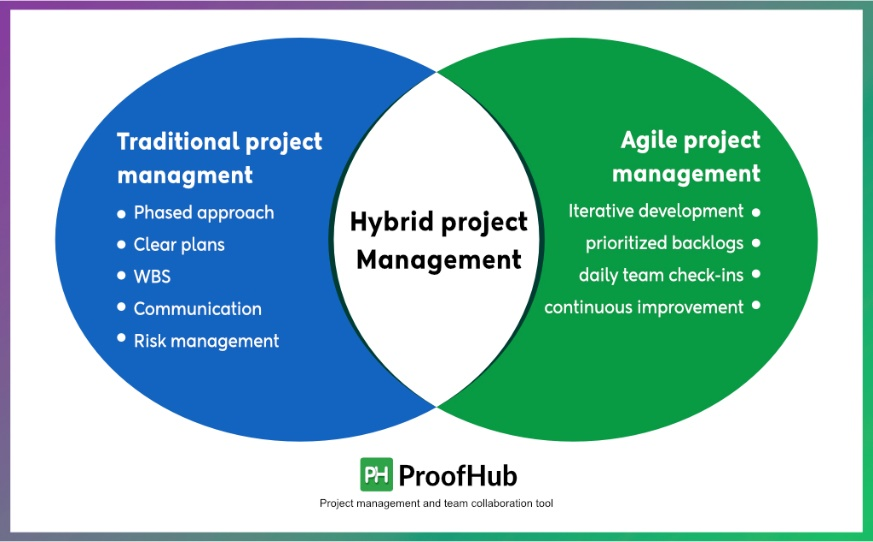 Traditional project
managment
• Phased approach
• Clear plans
• WBS
• Communication
• Risk management
Hybrid project
Management
Agile project
management
Iterative development •
prioritized backlogs •
daily team check-ins •
continuous improvement •
PH ProofHub
Project management and team collaboration tool